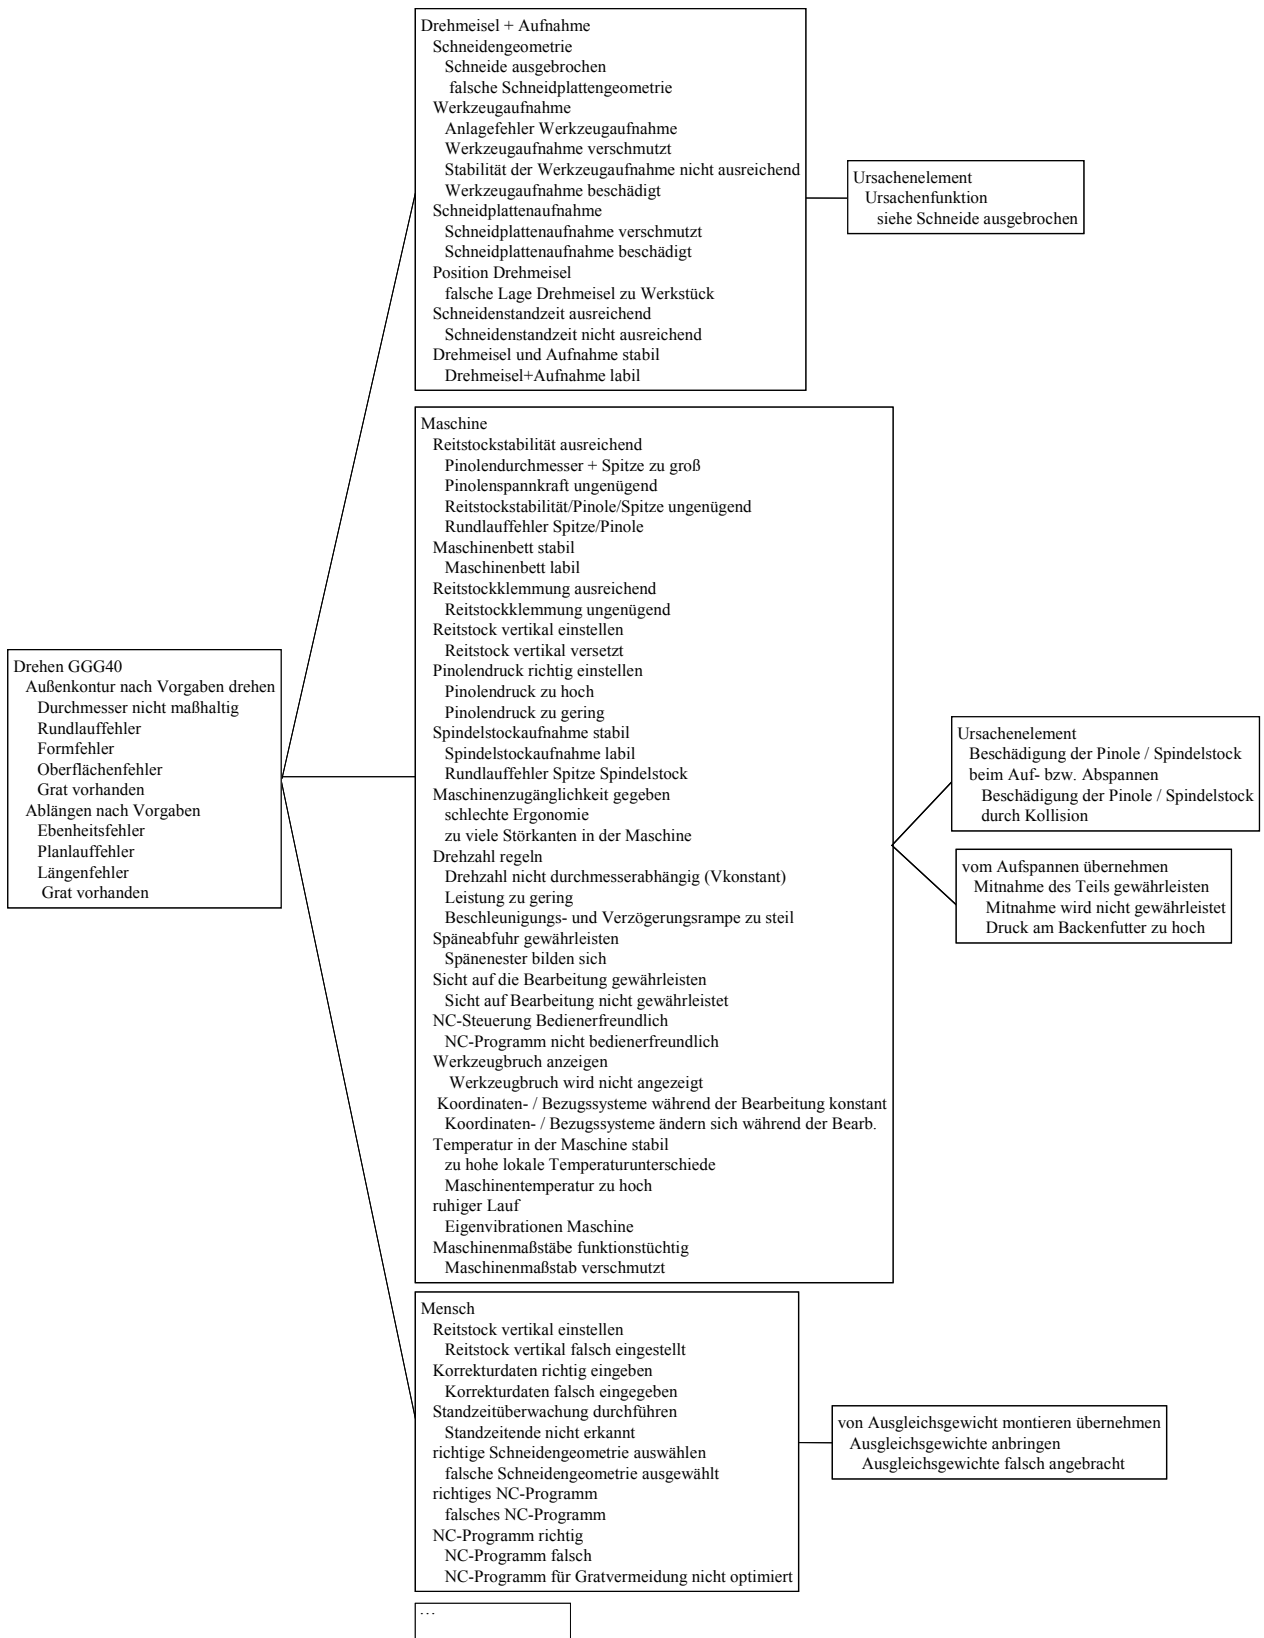 Drehmeisel + Aufnahme
Schneidengeometrie
Schneide ausgebrochen
falsche Schneidplattengeometrie
Werkzeugaufnahme
Anlagefehler Werkzeugaufnahme
Werkzeugaufnahme verschmutzt
Stabilität der Werkzeugaufnahme nicht ausreichend
Werkzeugaufnahme beschädigt
Schneidplattenaufnahme
Schneidplattenaufnahme verschmutzt
Schneidplattenaufnahme beschädigt
Position Drehmeisel
falsche Lage Drehmeisel zu Werkstück
Schneidenstandzeit ausreichend
Schneidenstandzeit nicht ausreichend
Drehmeisel und Aufnahme stabil
Drehmeisel+Aufnahme labil
Ursachenelement
Ursachenfunktion
siehe Schneide ausgebrochen
Maschine
Reitstockstabilität ausreichend
Pinolendurchmesser + Spitze zu groß
Pinolenspannkraft ungenügend
Reitstockstabilität/Pinole/Spitze ungenügend
Rundlauffehler Spitze/Pinole
Maschinenbett stabil
Maschinenbett labil
Reitstockklemmung ausreichend
Reitstockklemmung ungenügend
Reitstock vertikal einstellen
Reitstock vertikal versetzt
Pinolendruck richtig einstellen
Pinolendruck zu hoch
Pinolendruck zu gering
Spindelstockaufnahme stabil
Spindelstockaufnahme labil
Rundlauffehler Spitze Spindelstock
Maschinenzugänglichkeit gegeben
schlechte Ergonomie
zu viele Störkanten in der Maschine
Drehzahl regeln
Drehzahl nicht durchmesserabhängig (Vkonstant)
Leistung zu gering
Beschleunigungs- und Verzögerungsrampe zu steil
Späneabfuhr gewährleisten
Spänenester bilden sich
Sicht auf die Bearbeitung gewährleisten
Sicht auf Bearbeitung nicht gewährleistet
NC-Steuerung Bedienerfreundlich
NC-Programm nicht bedienerfreundlich
Werkzeugbruch anzeigen
Werkzeugbruch wird nicht angezeigt
Koordinaten- / Bezugssysteme während der Bearbeitung konstant
Koordinaten- / Bezugssysteme ändern sich während der Bearb.
Temperatur in der Maschine stabil
zu hohe lokale Temperaturunterschiede
Maschinentemperatur zu hoch
ruhiger Lauf
Eigenvibrationen Maschine
Maschinenmaßstäbe funktionstüchtig
Maschinenmaßstab verschmutzt
Drehen GGG40
Außenkontur nach Vorgaben drehen
Durchmesser nicht maßhaltig
Rundlauffehler
Formfehler
Oberflächenfehler
Grat vorhanden
Ablängen nach Vorgaben
Ebenheitsfehler
Planlauffehler
Längenfehler
Grat vorhanden
Ursachenelement
Beschädigung der Pinole / Spindelstock
beim Auf- bzw. Abspannen
Beschädigung der Pinole / Spindelstock
durch Kollision
vom Aufspannen übernehmen
Mitnahme des Teils gewährleisten
Mitnahme wird nicht gewährleistet
Druck am Backenfutter zu hoch
Mensch
Reitstock vertikal einstellen
Reitstock vertikal falsch eingestellt
Korrekturdaten richtig eingeben
Korrekturdaten falsch eingegeben
Standzeitüberwachung durchführen
Standzeitende nicht erkannt
richtige Schneidengeometrie auswählen
falsche Schneidengeometrie ausgewählt
richtiges NC-Programm
falsches NC-Programm
NC-Programm richtig
NC-Programm falsch
NC-Programm für Gratvermeidung nicht optimiert
von Ausgleichsgewicht montieren übernehmen
Ausgleichsgewichte anbringen
Ausgleichsgewichte falsch angebracht
…